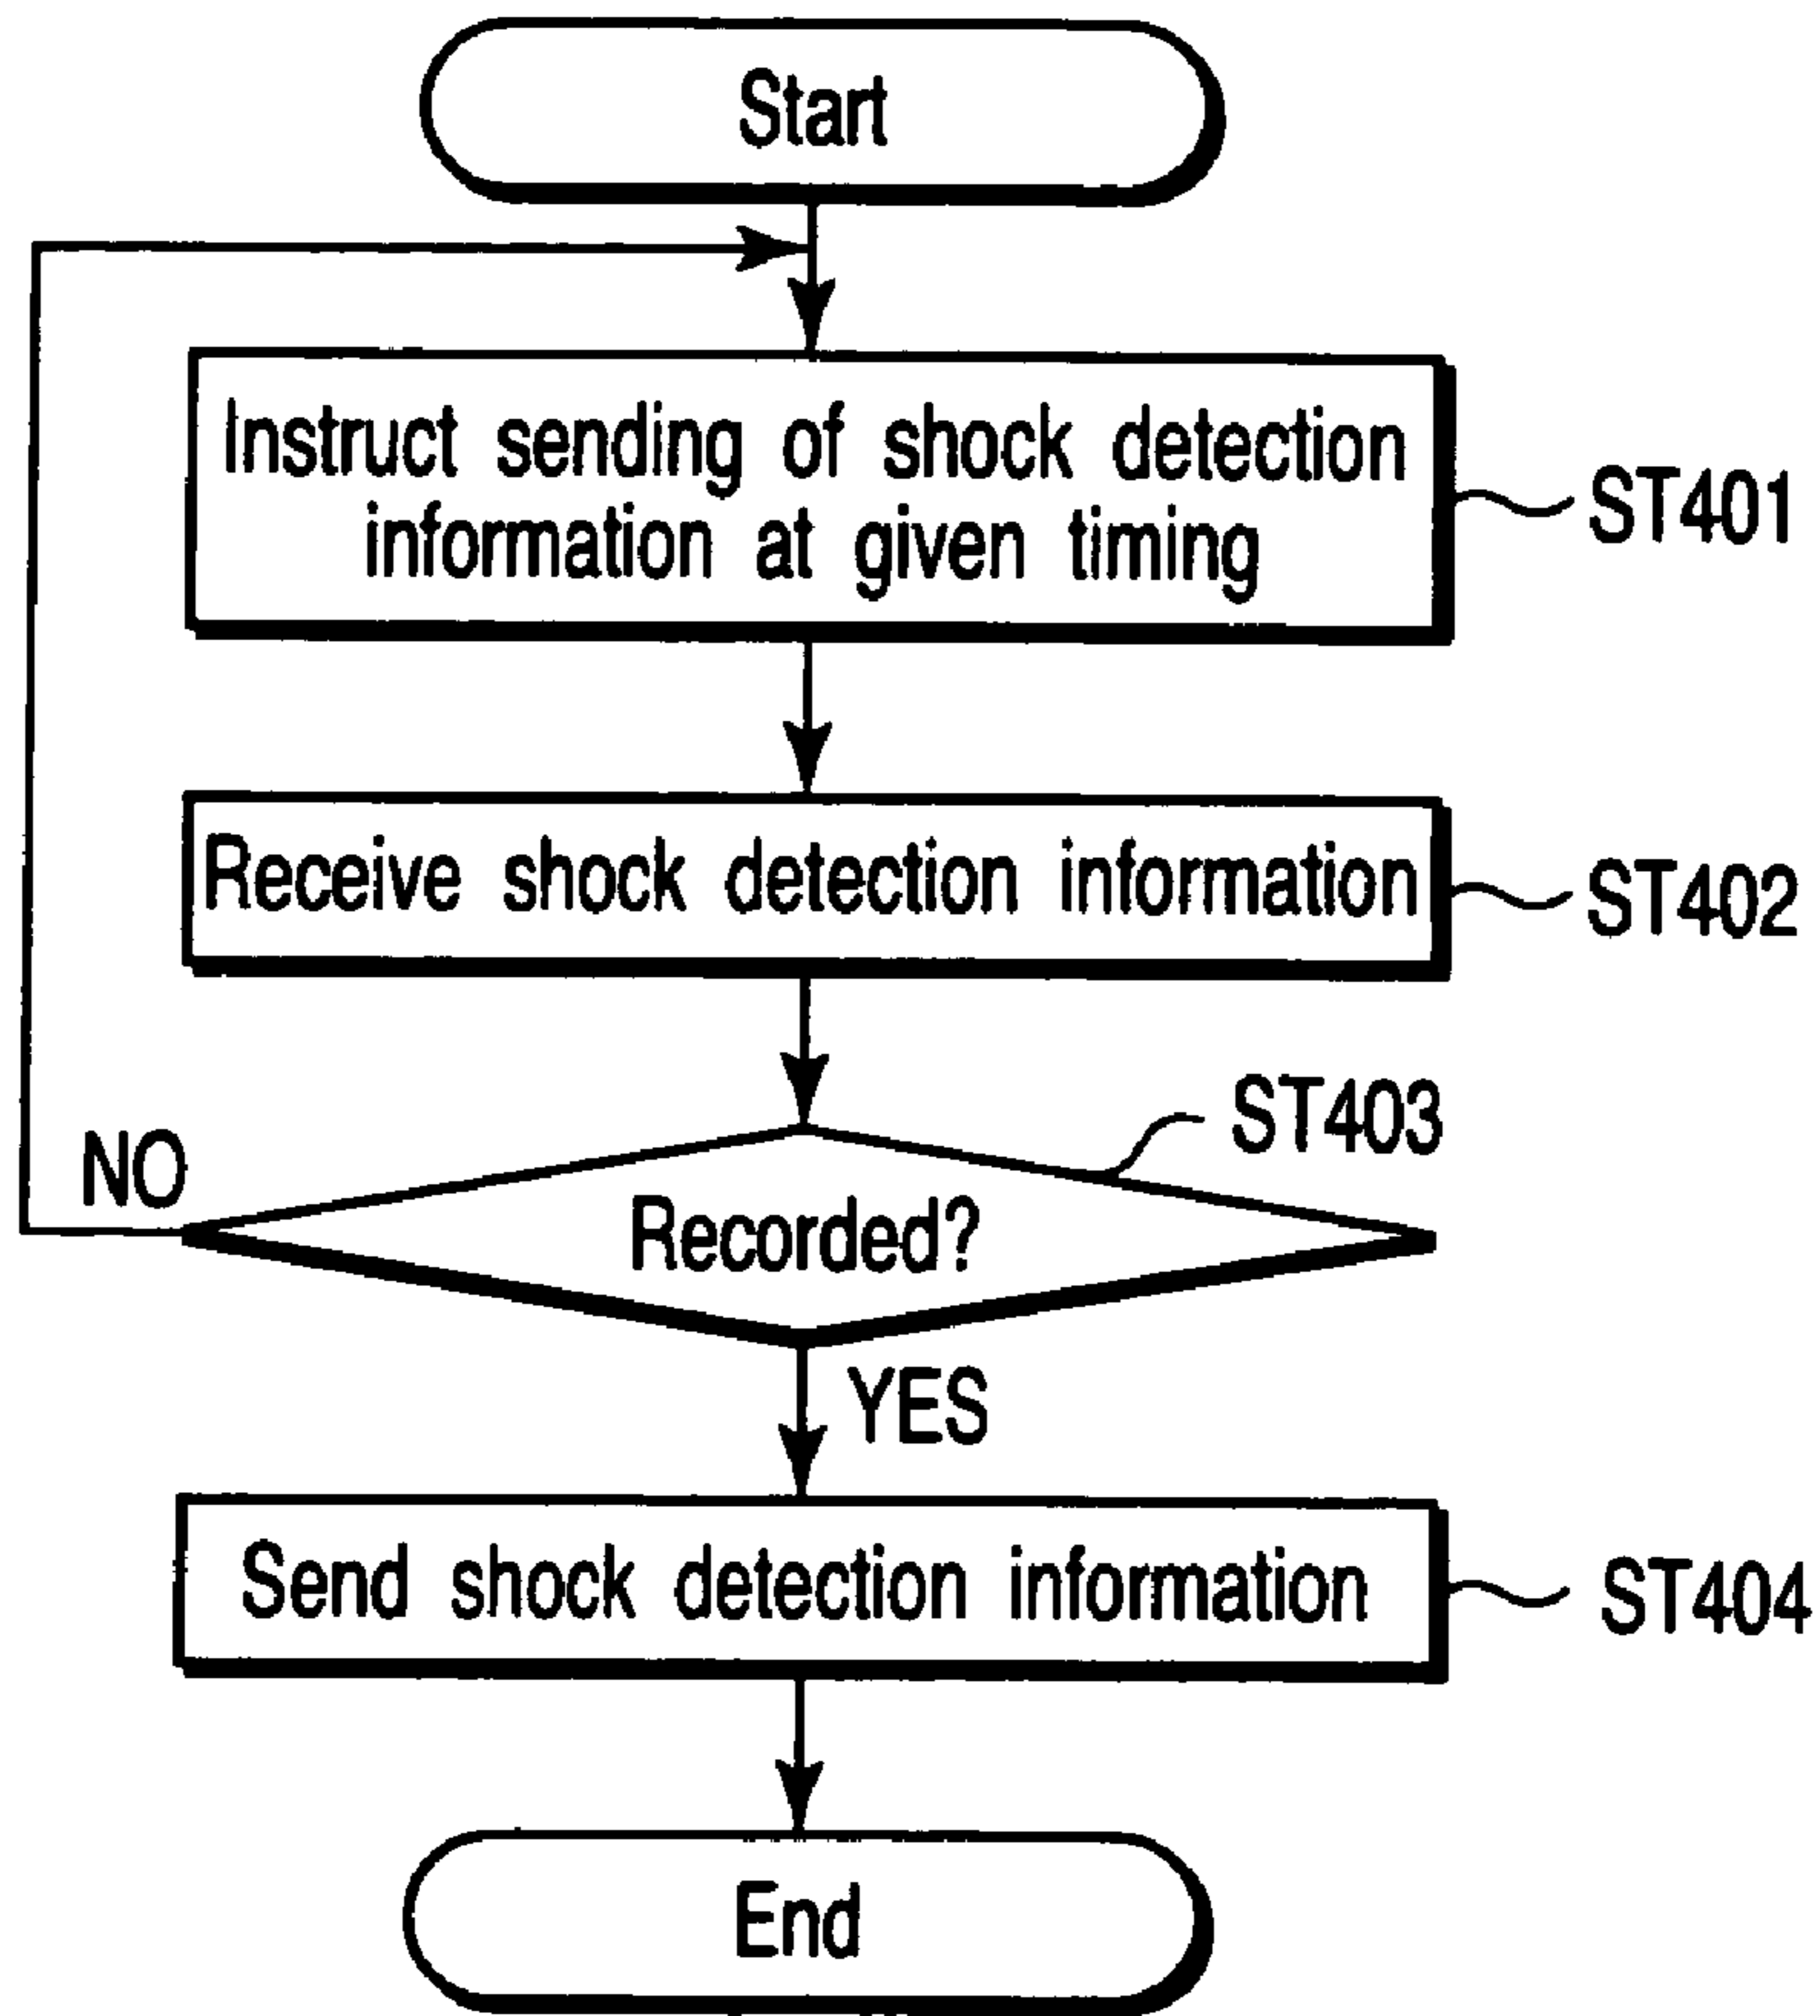 Start
Instruct sending of shock detection
information at given timing
ST401
Receive shock detection information
ST402
ST403
NO
Recorded?
YES
Send shock detection information
ST404
End